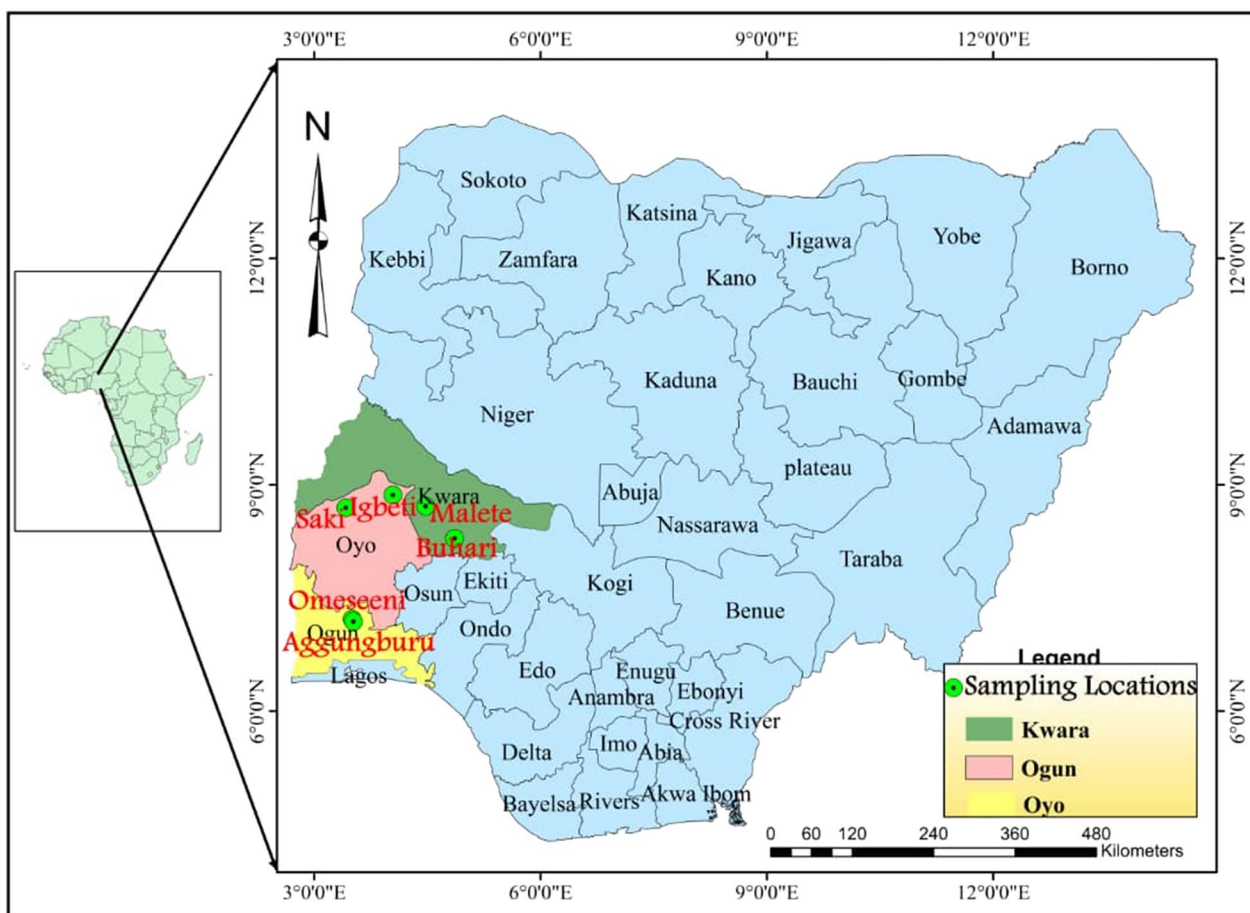 3°0'0"E 6°0'0"E 9°0'0"E 12°0'0"E
N
Sokoto
Katsina
Jigawa
Yobe
Kebbi
Zamfara
Kano
Borno
12°0'0"N
12°0'0"N
Kaduna
Bauchi
Gombe
Niger
Adamawa
9°0'0"N
9°0'0"N
plateau
Abuja
Kwara
Igbeti
Malete
Saki
Nassarawa
Oyo
Buhari
Taraba
Ekiti
Kogi
Osun
Omeseeni
Benue
Ogun
Ondo
Aggungburu
Lagos
Edo
Enugu
Anambra
Ebonyi
Cross River
6°0'0"N
6°0'0"N
Imo
Abia
Delta
Bayelsa
Rivers
Akwa Ibom
Legend
Sampling Locations
Kwara
Ogun
Oyo
0 60 120 240 360 480
Kilometers
3°0'0"E 6°0'0"E 9°0'0"E 12°0'0"E